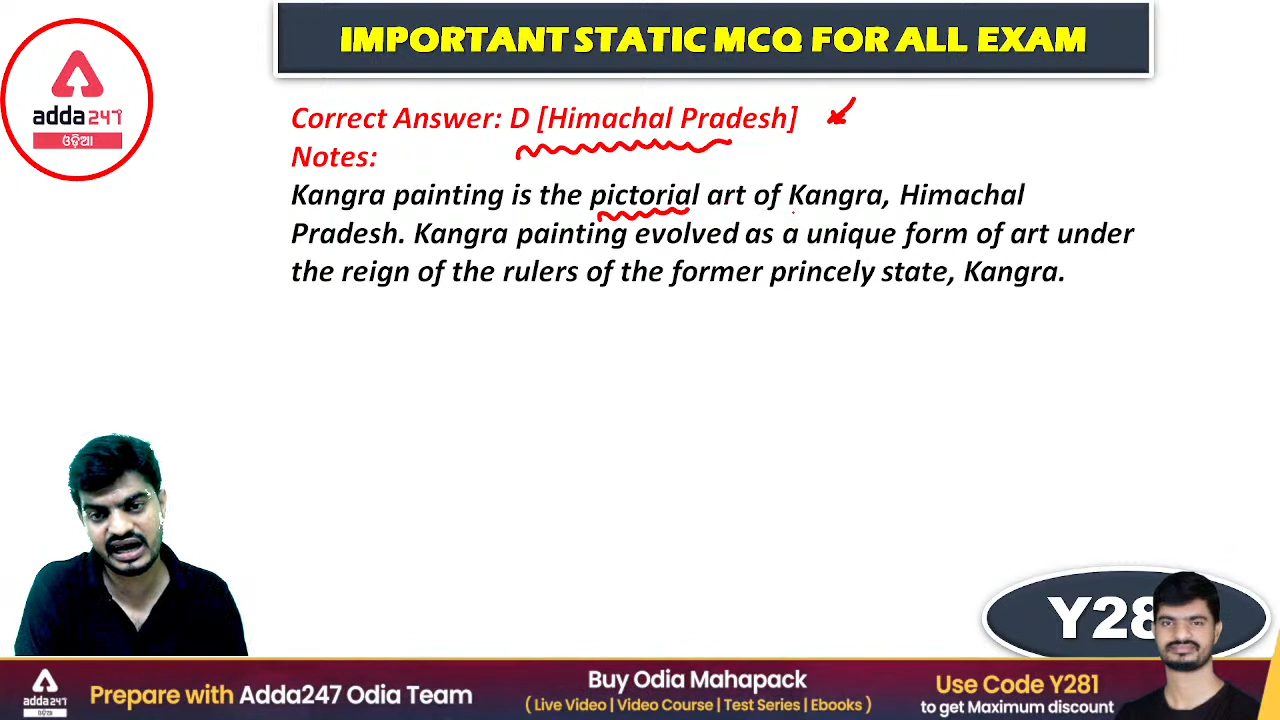 IMPORTANT STATIC MCQ FOR ALL EXAM
adda247
ଓଡ଼ିଆ
Correct Answer: D [Himachal Pradesh]
Notes:
Kangra painting is the pictorial art of Kangra, Himachal
Pradesh. Kangra painting evolved as a unique form of art under
the reign of the rulers of the former princely state, Kangra.
Y28
adda247
Prepare with Adda247 Odia Team
Buy Odia Mahapack
( Live Video | Video Course | Test Series | Ebooks )
Use Code Y281
to get Maximum discount